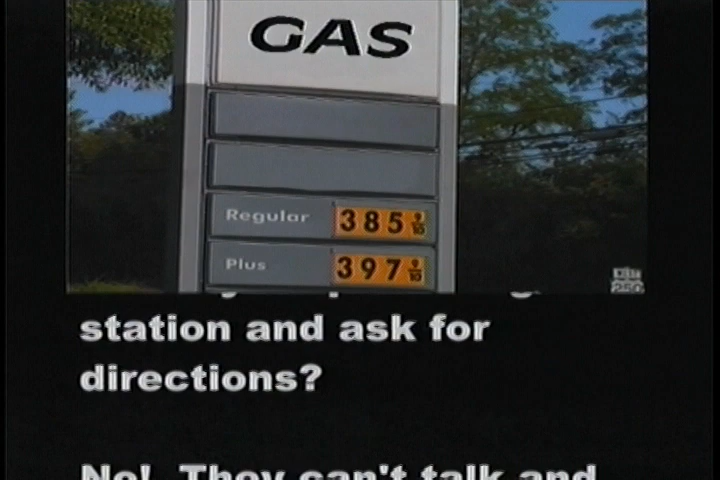 GAS
Regular 385 9/10
Plus 397 9/10
250
station and ask for
directions?
No! They can't talk and